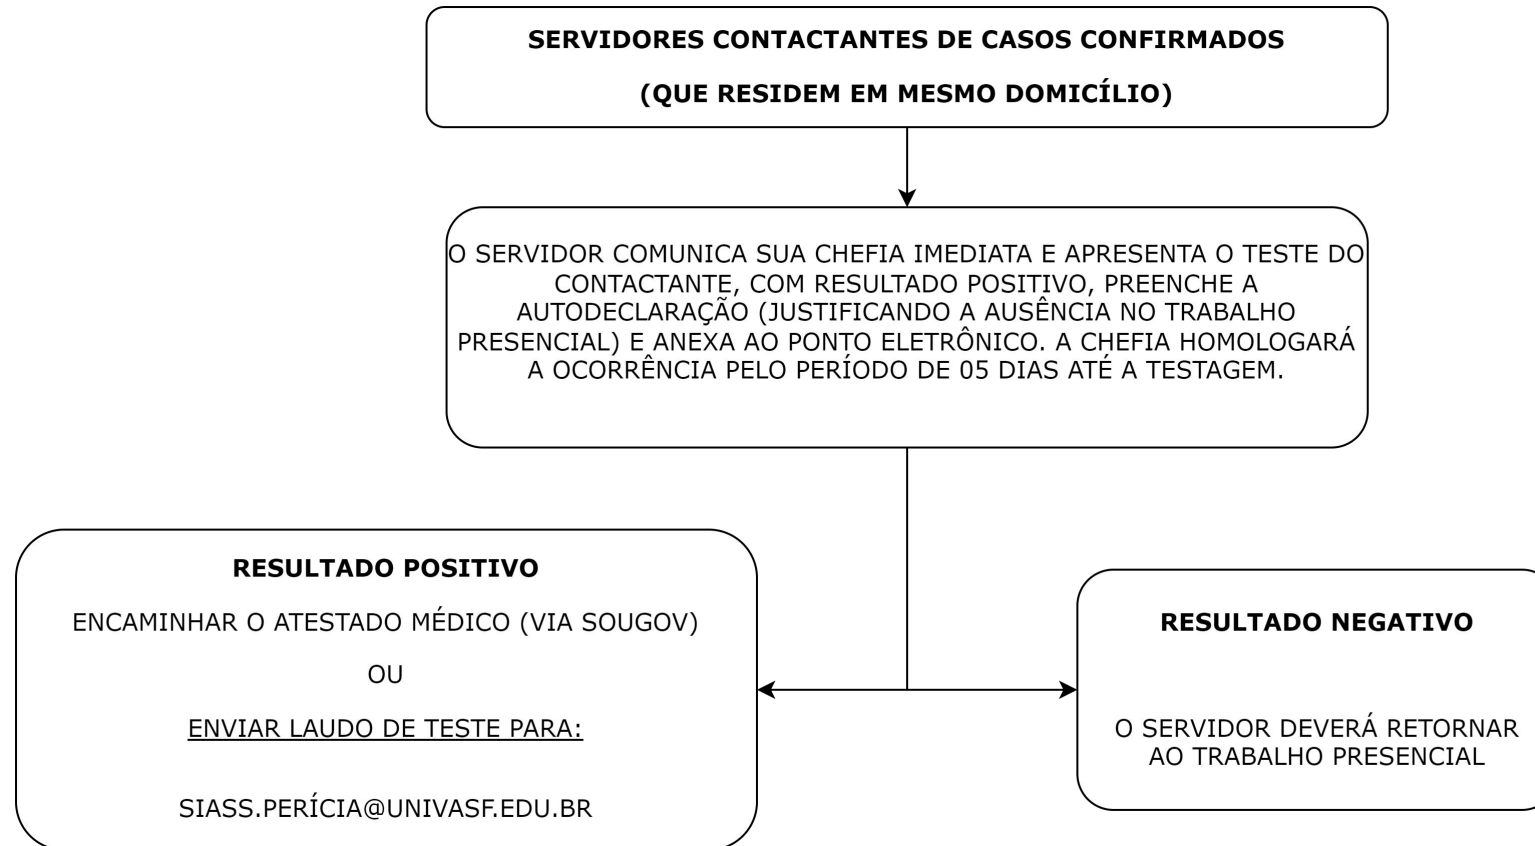 SERVIDORES CONTACTANTES DE CASOS CONFIRMADOS
(QUE RESIDEM EM MESMO DOMICÍLIO)
O SERVIDOR COMUNICA SUA CHEFIA IMEDIATA E APRESENTA O TESTE DO
CONTACTANTE, COM RESULTADO POSITIVO, PREENCHE A
AUTODECLARAÇÃO (JUSTIFICANDO A AUSÊNCIA NO TRABALHO
PRESENCIAL) E ANEXA AO PONTO ELETRÔNICO. A CHEFIA HOMOLOGARÁ
A OCORRÊNCIA PELO PERÍODO DE 05 DIAS ATÉ A TESTAGEM.
RESULTADO POSITIVO
ENCAMINHAR O ATESTADO MÉDICO (VIA SOUGOV)
OU
ENVIAR LAUDO DE TESTE PARA:
SIASS.PERÍCIA@UNIVASF.EDU.BR
RESULTADO NEGATIVO
O SERVIDOR DEVERÁ RETORNAR
AO TRABALHO PRESENCIAL